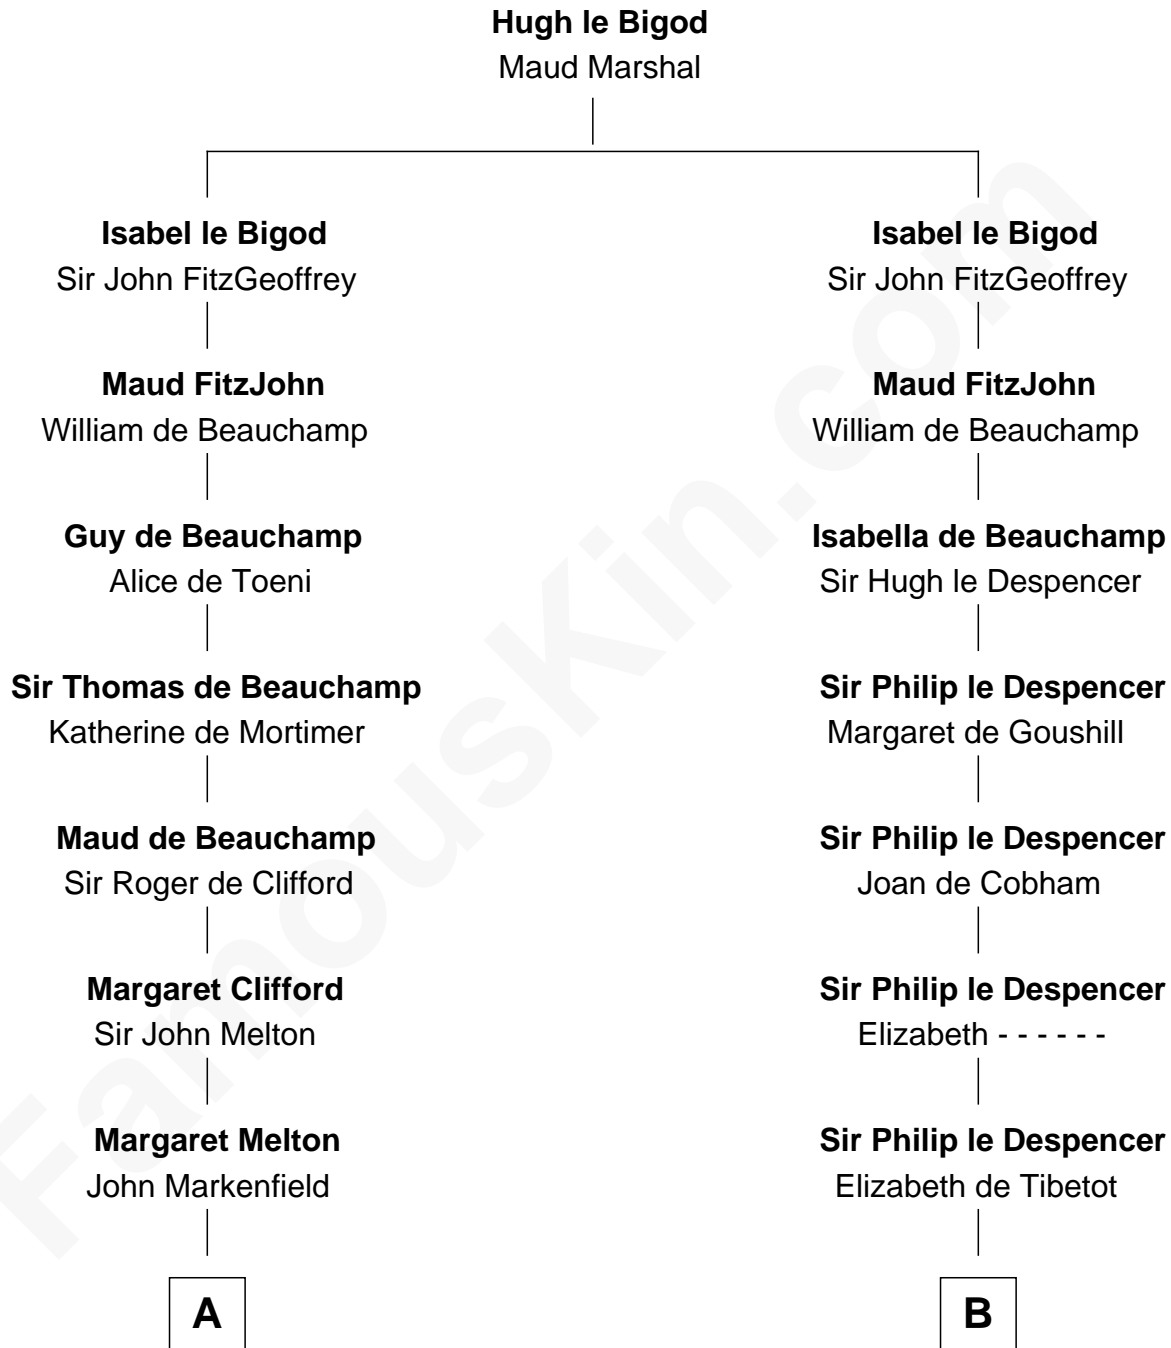 Hugh le Bigod
Maud Marshal
Isabel le Bigod
Sir John FitzGeoffrey
Maud FitzJohn
William de Beauchamp
Guy de Beauchamp
Alice de Toeni
Sir Thomas de Beauchamp
Katherine de Mortimer
Maud de Beauchamp
Sir Roger de Clifford
Margaret Clifford
Sir John Melton
Margaret Melton
John Markenfield
A
Isabel le Bigod
Sir John FitzGeoffrey
Maud FitzJohn
William de Beauchamp
Isabella de Beauchamp
Sir Hugh le Despencer
Sir Philip le Despencer
Margaret de Goushill
Sir Philip le Despencer
Joan de Cobham
Sir Philip le Despencer
Elizabeth - - - - - -
Sir Philip le Despencer
Elizabeth de Tibetot
B
FamousKin.com